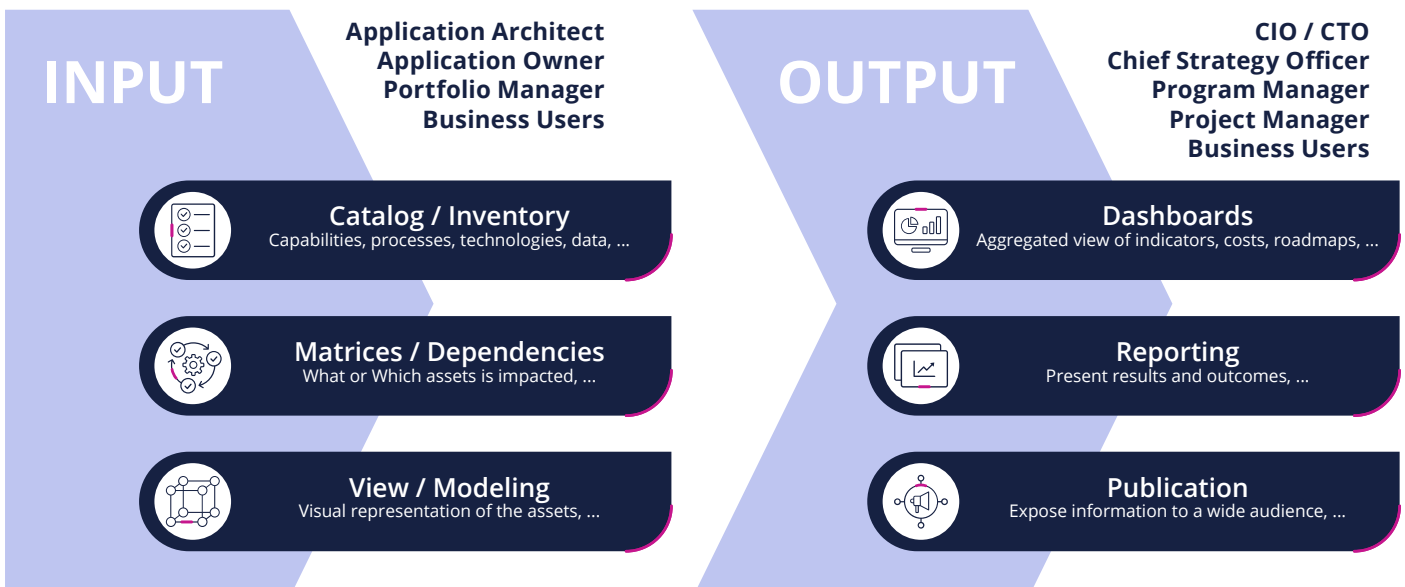 INPUT
Application Architect
Application Owner
Portfolio Manager
Business Users
Catalog / Inventory
Capabilities, processes, technologies, data, ...
Matrices / Dependencies
What or Which assets is impacted, ...
View / Modeling
Visual representation of the assets, ...
OUTPUT
CIO / CTO
Chief Strategy Officer
Program Manager
Project Manager
Business Users
Dashboards
Aggregated view of indicators, costs, roadmaps, ...
Reporting
Present results and outcomes, ...
Publication
Expose information to a wide audience, ...